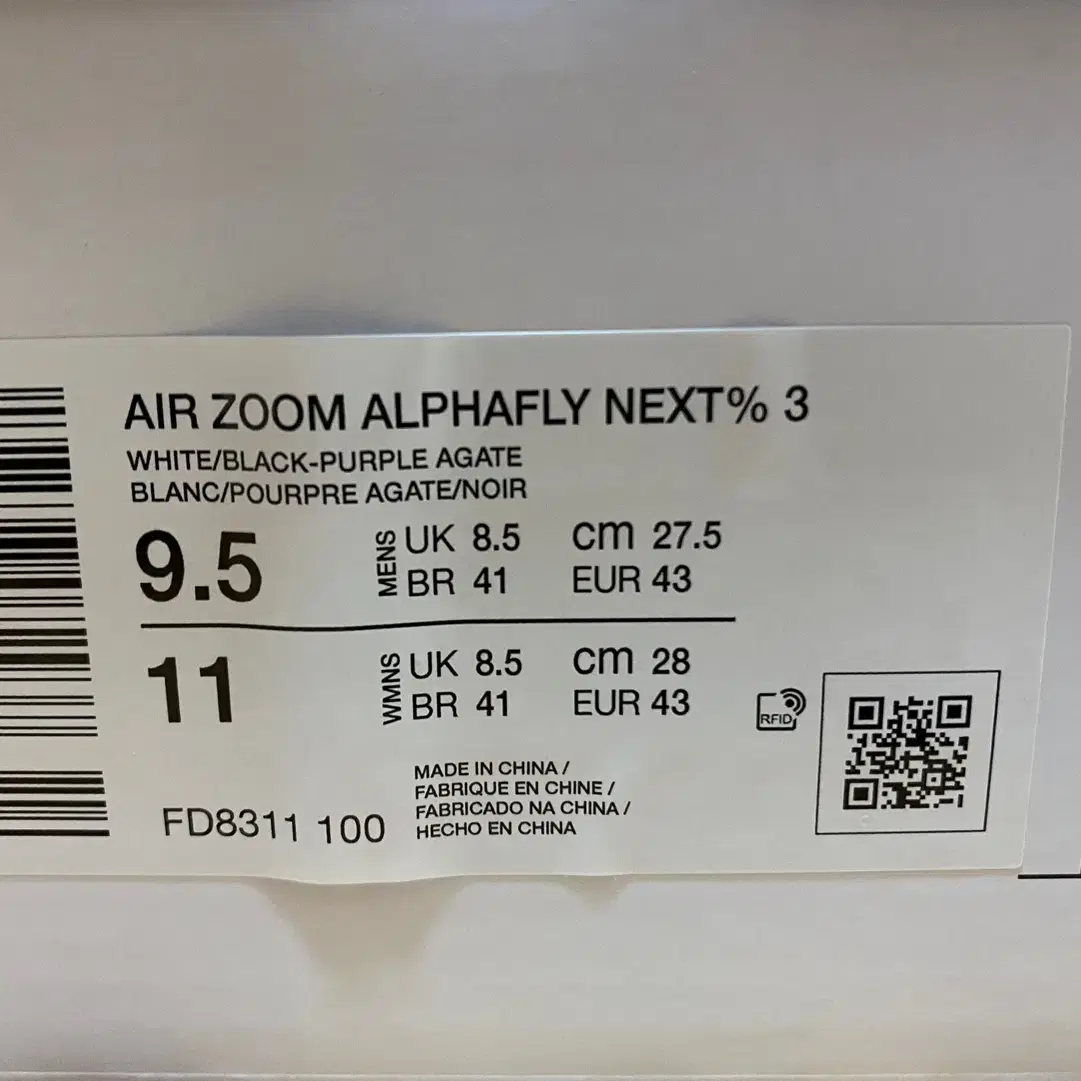 AIR ZOOM ALPHAFLY NEXT% 3
WHITE/BLACK-PURPLE AGATE
BLANC/POURPRE AGATE/NOIR
9.5 MENS UK 8.5 CM 27.5
BR 41 EUR 43
11 WMNS UK 8.5 CM 28
BR 41 EUR 43
RFID
MADE IN CHINA /
FABRIQUE EN CHINE /
FABRICADO NA CHINA /
HECHO EN CHINA
FD8311 100